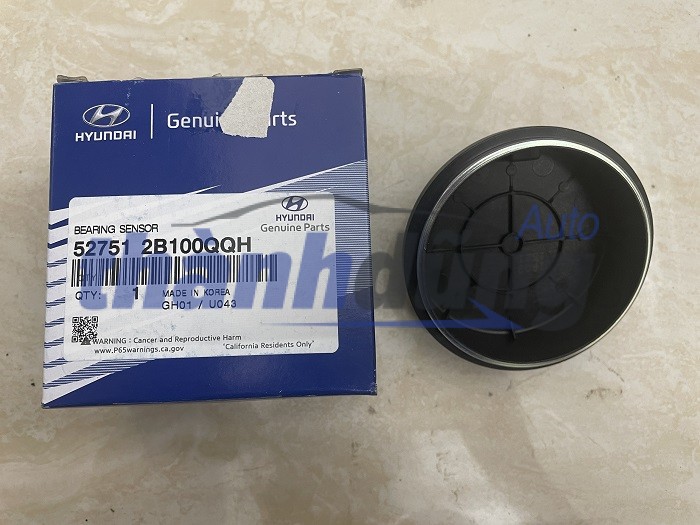 HYUNDAI
Genuine Parts
HYUNDAI
Genuine Parts
BEARING SENSOR
52751 2B100QQH
QTY: 1
MADE IN KOREA
GH01 / U043
WARNING: Cancer and Reproductive Harm
www.P65warnings.ca.gov
"California Residents Only"
thànhdũng
Auto